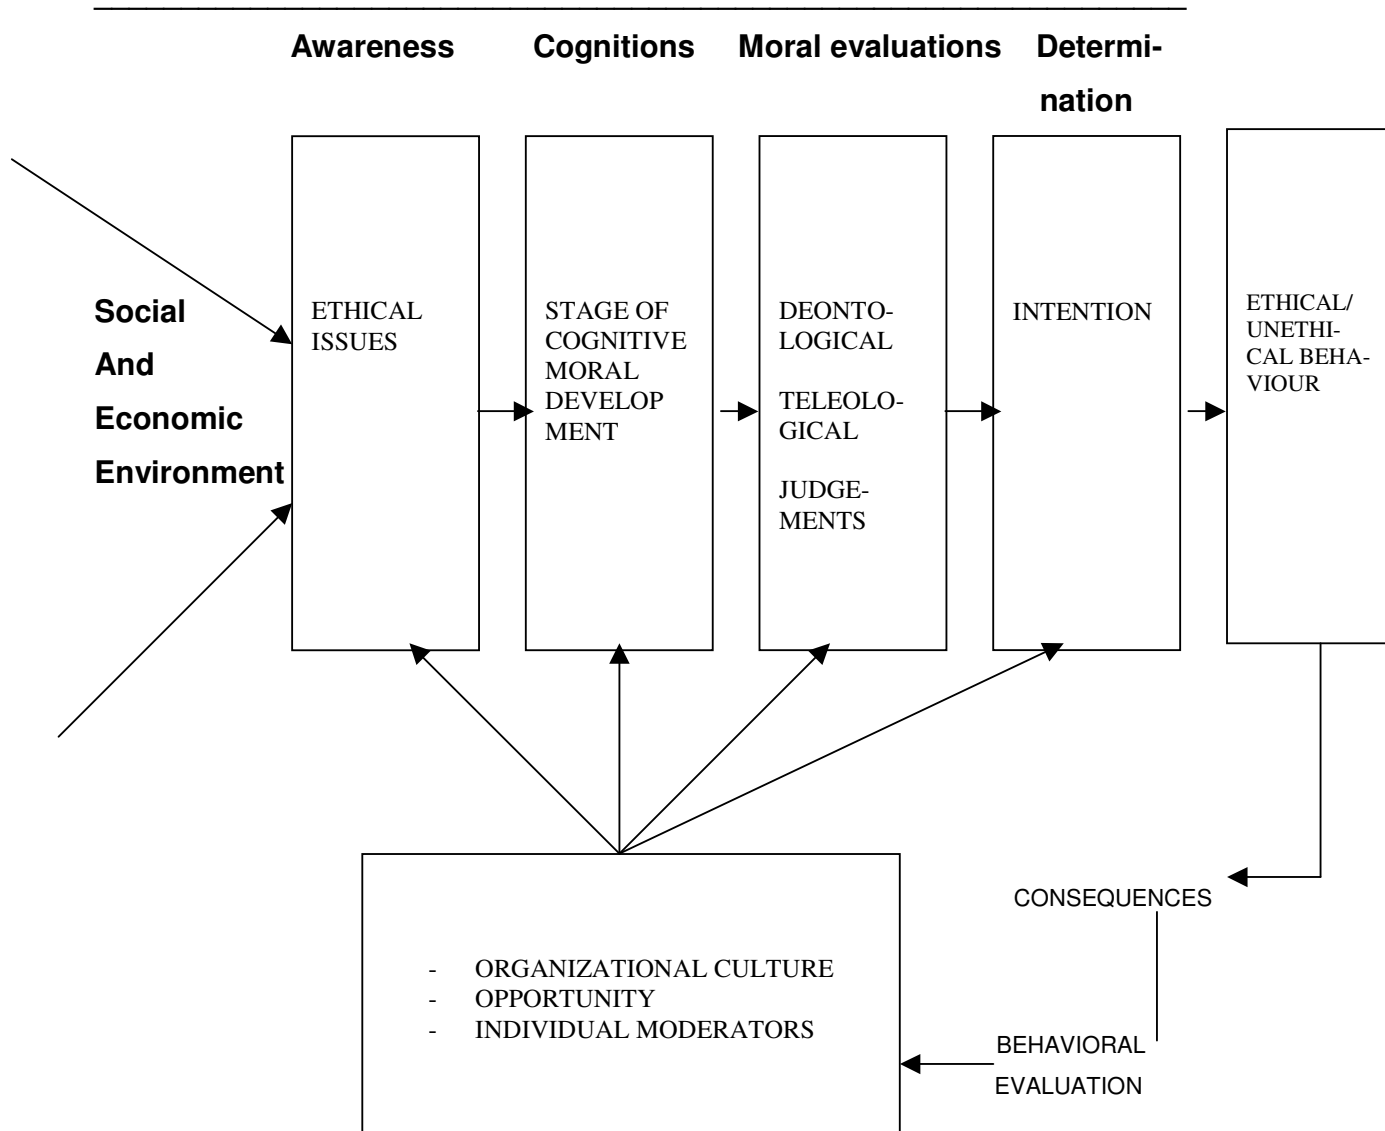 Awareness Cognitions Moral evaluations Determi-
nation
Social
And
Economic
Environment
ETHICAL
ISSUES
STAGE OF
COGNITIVE
MORAL
DEVELOP
MENT
DEONTO-
LOGICAL
TELEOLO-
GICAL
JUDGE-
MENTS
INTENTION
ETHICAL/
UNETHI-
CAL BEHA-
VIOUR
- ORGANIZATIONAL CULTURE
- OPPORTUNITY
- INDIVIDUAL MODERATORS
CONSEQUENCES
BEHAVIORAL
EVALUATION